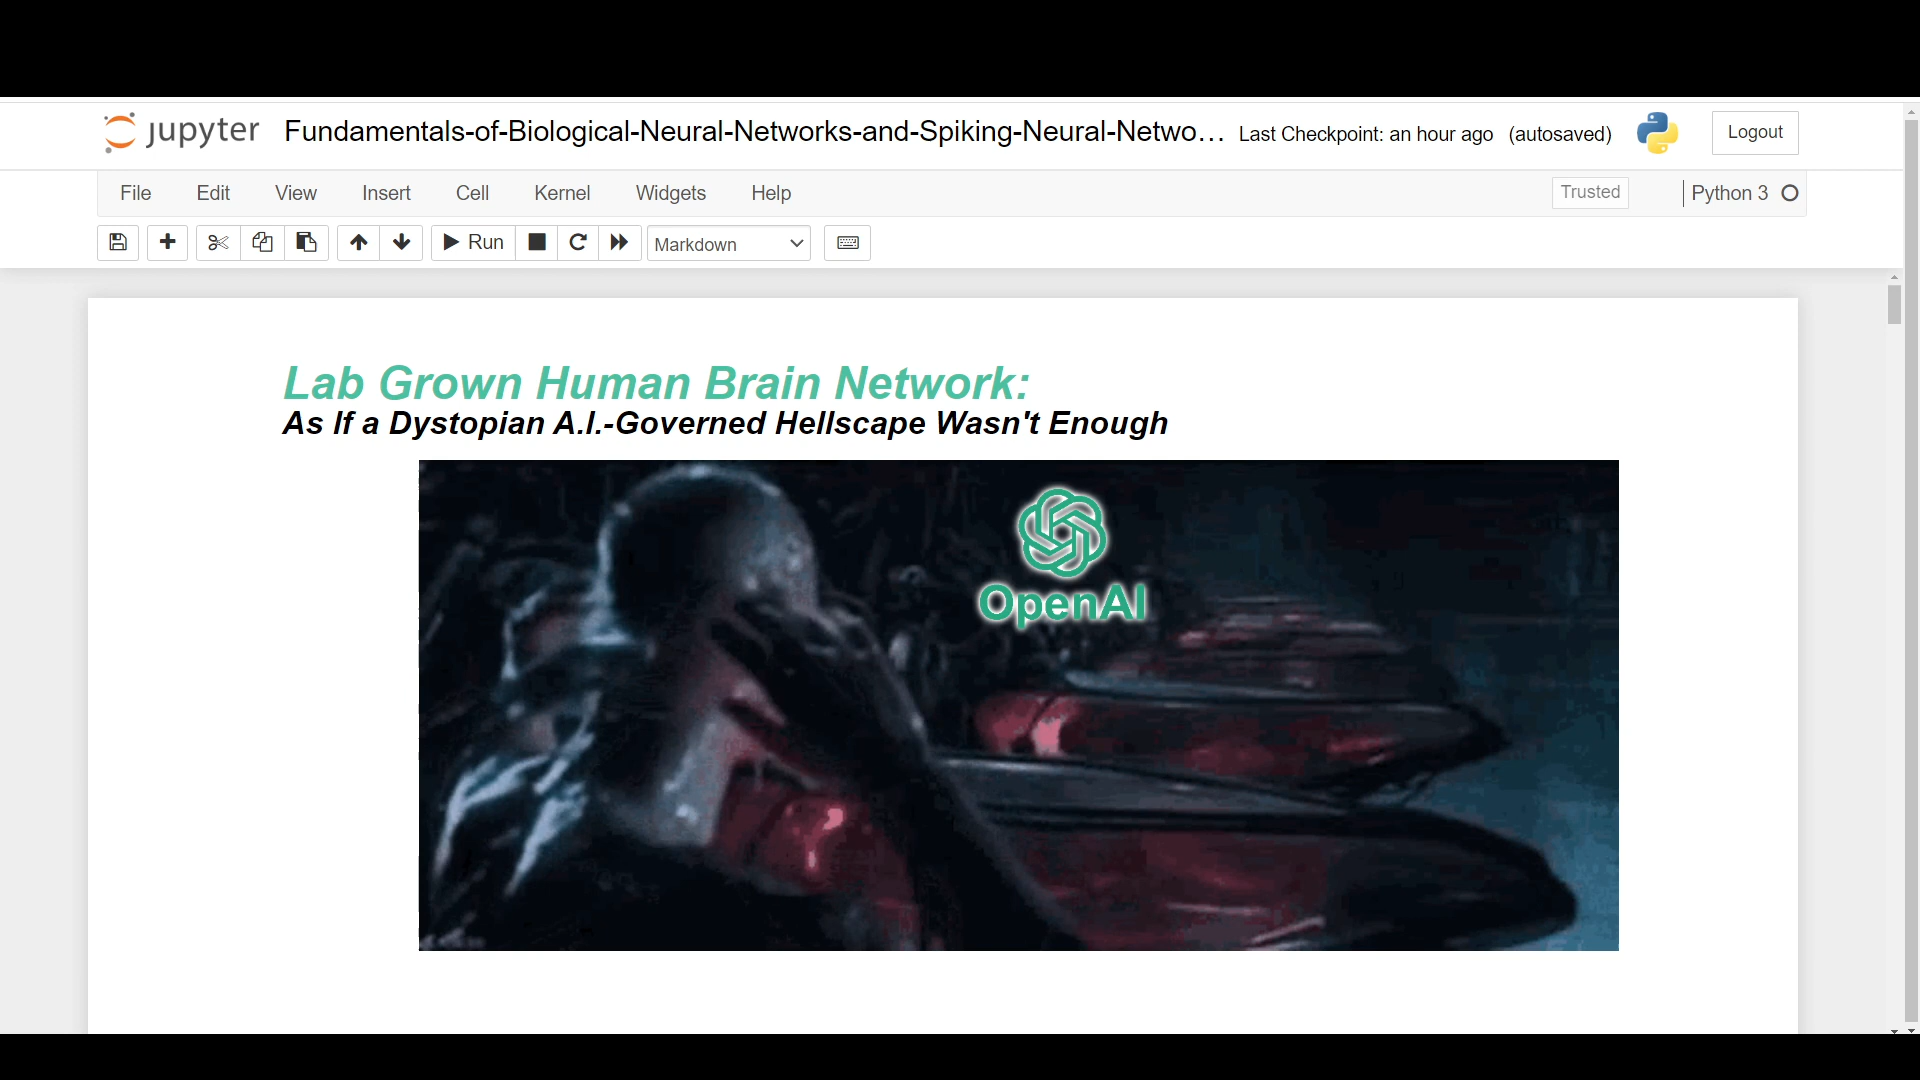 jupyter Fundamentals-of-Biological-Neural-Networks-and-Spiking-Neural-Netwo... Last Checkpoint: an hour ago (autosaved) Logout
File Edit View Insert Cell Kernel Widgets Help Trusted Python 3
Run Markdown
Lab Grown Human Brain Network:
As If a Dystopian A.I.-Governed Hellscape Wasn't Enough
OpenAI